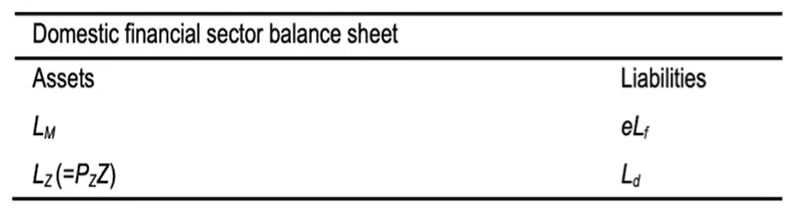 Domestic financial sector balance sheet
Assets Liabilities
L_M eL_f
L_Z (=P_ZZ) L_d